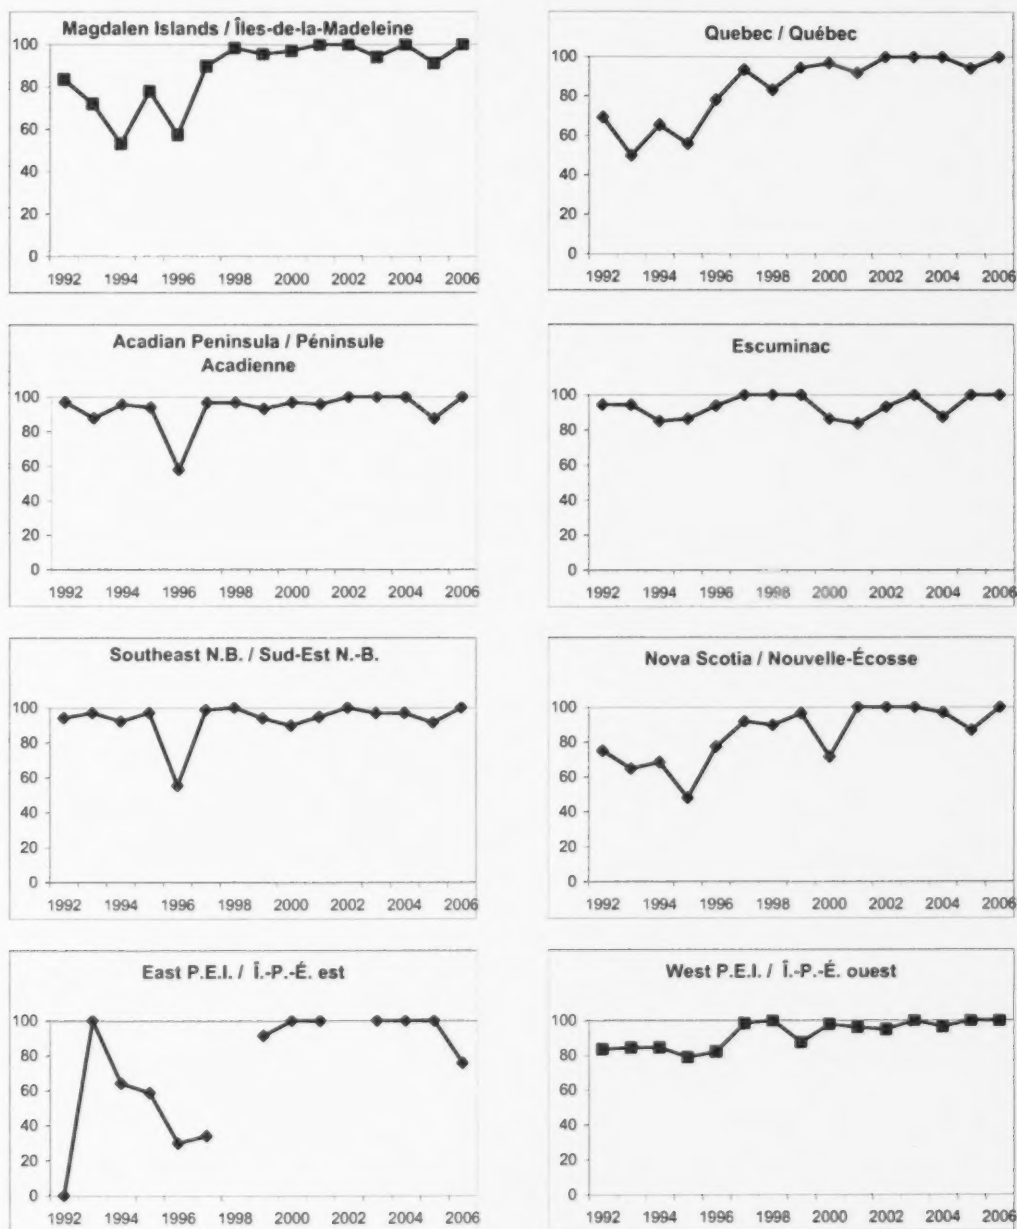 Magdalen Islands / Îles-de-la-Madeleine
100
80
60
40
20
0
1992 1994 1996 1998 2000 2002 2004 2006
Quebec / Québec
100
80
60
40
20
0
1992 1994 1996 1998 2000 2002 2004 2006
Acadian Peninsula / Péninsule
Acadienne
100
80
60
40
20
0
1992 1994 1996 1998 2000 2002 2004 2006
Escuminac
100
80
60
40
20
0
1992 1994 1996 1998 2000 2002 2004 2006
Southeast N.B. / Sud-Est N.-B.
100
80
60
40
20
0
1992 1994 1996 1998 2000 2002 2004 2006
Nova Scotia / Nouvelle-Écosse
100
80
60
40
20
0
1992 1994 1996 1998 2000 2002 2004 2006
East P.E.I. / Î.-P.-É. est
100
80
60
40
20
0
1992 1994 1996 1998 2000 2002 2004 2006
West P.E.I. / Î.-P.-É. ouest
100
80
60
40
20
0
1992 1994 1996 1998 2000 2002 2004 2006